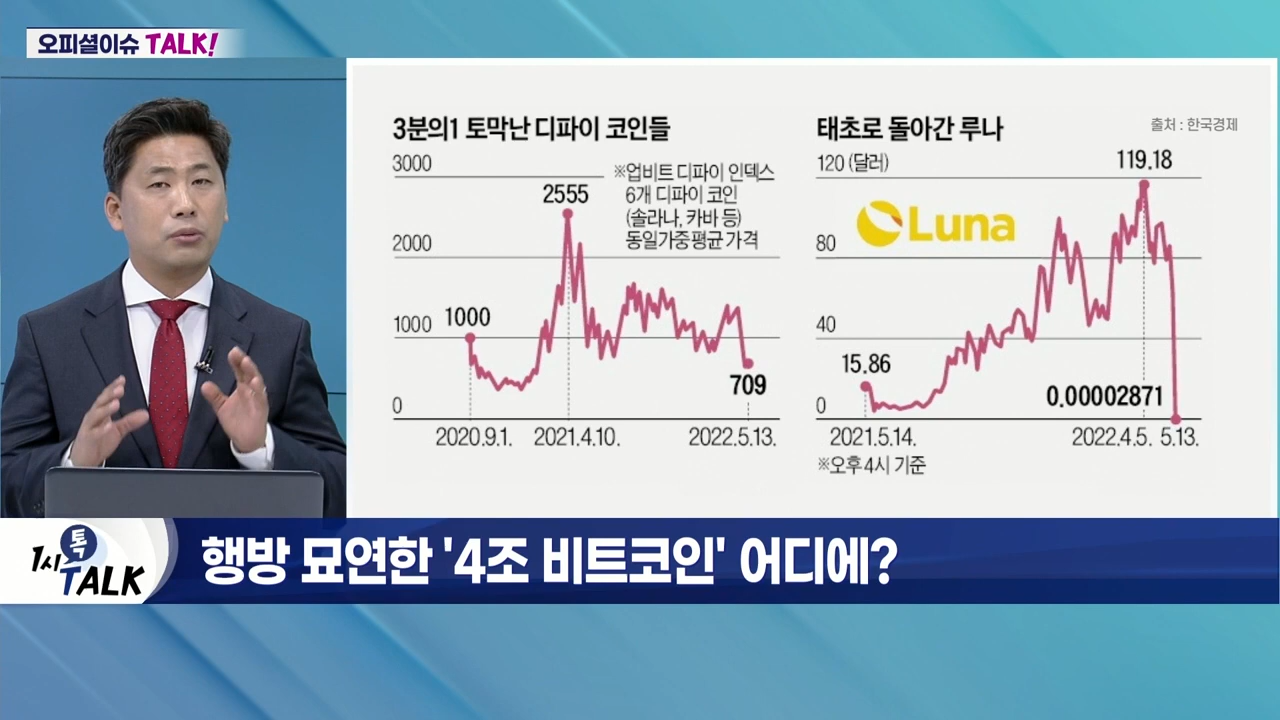 오피셜이슈 TALK!
3분의1 토막난 디파이 코인들
3000
※업비트 디파이 인덱스
6개 디파이 코인
(솔라나, 카바 등)
동일가중평균 가격
2555
2000
1000
1000
709
0
2020.9.1.
2021.4.10.
2022.5.13.
태초로 돌아간 루나
출처 : 한국경제
120 (달러)
119.18
Luna
80
40
15.86
0.00002871
0
2021.5.14.
2022.4.5.
5.13.
※오후 4시 기준
1시 톡
TALK
행방 묘연한 '4조 비트코인' 어디에?